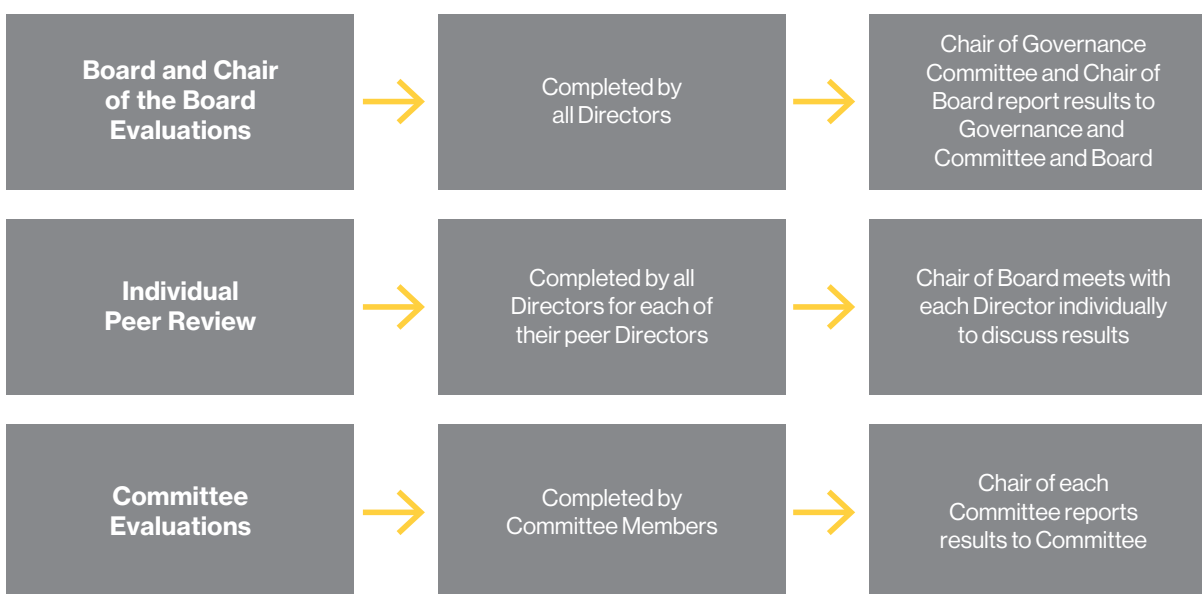 Board and Chair
of the Board
Evaluations
Completed by
all Directors
Chair of Governance
Committee and Chair of
Board report results to
Governance and
Committee and Board
Individual
Peer Review
Completed by all
Directors for each of
their peer Directors
Chair of Board meets with
each Director individually
to discuss results
Committee
Evaluations
Completed by
Committee Members
Chair of each
Committee reports
results to Committee